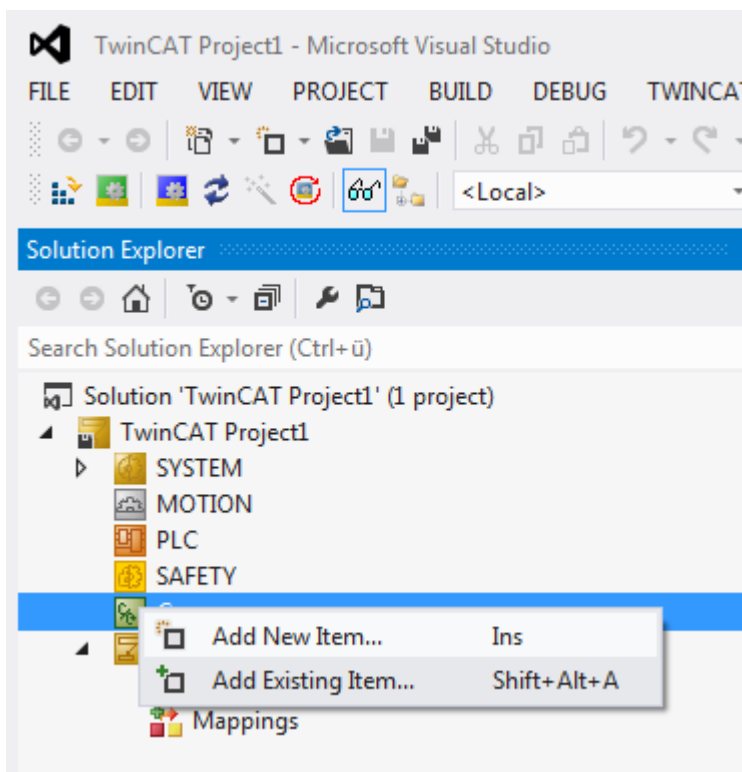 TwinCAT Project1 - Microsoft Visual Studio
FILE EDIT VIEW PROJECT BUILD DEBUG TWINCA
<Local>
Solution Explorer
Search Solution Explorer (Ctrl+ü)
Solution 'TwinCAT Project1' (1 project)
TwinCAT Project1
SYSTEM
MOTION
PLC
SAFETY
Add New Item... Ins
Add Existing Item... Shift+Alt+A
Mappings